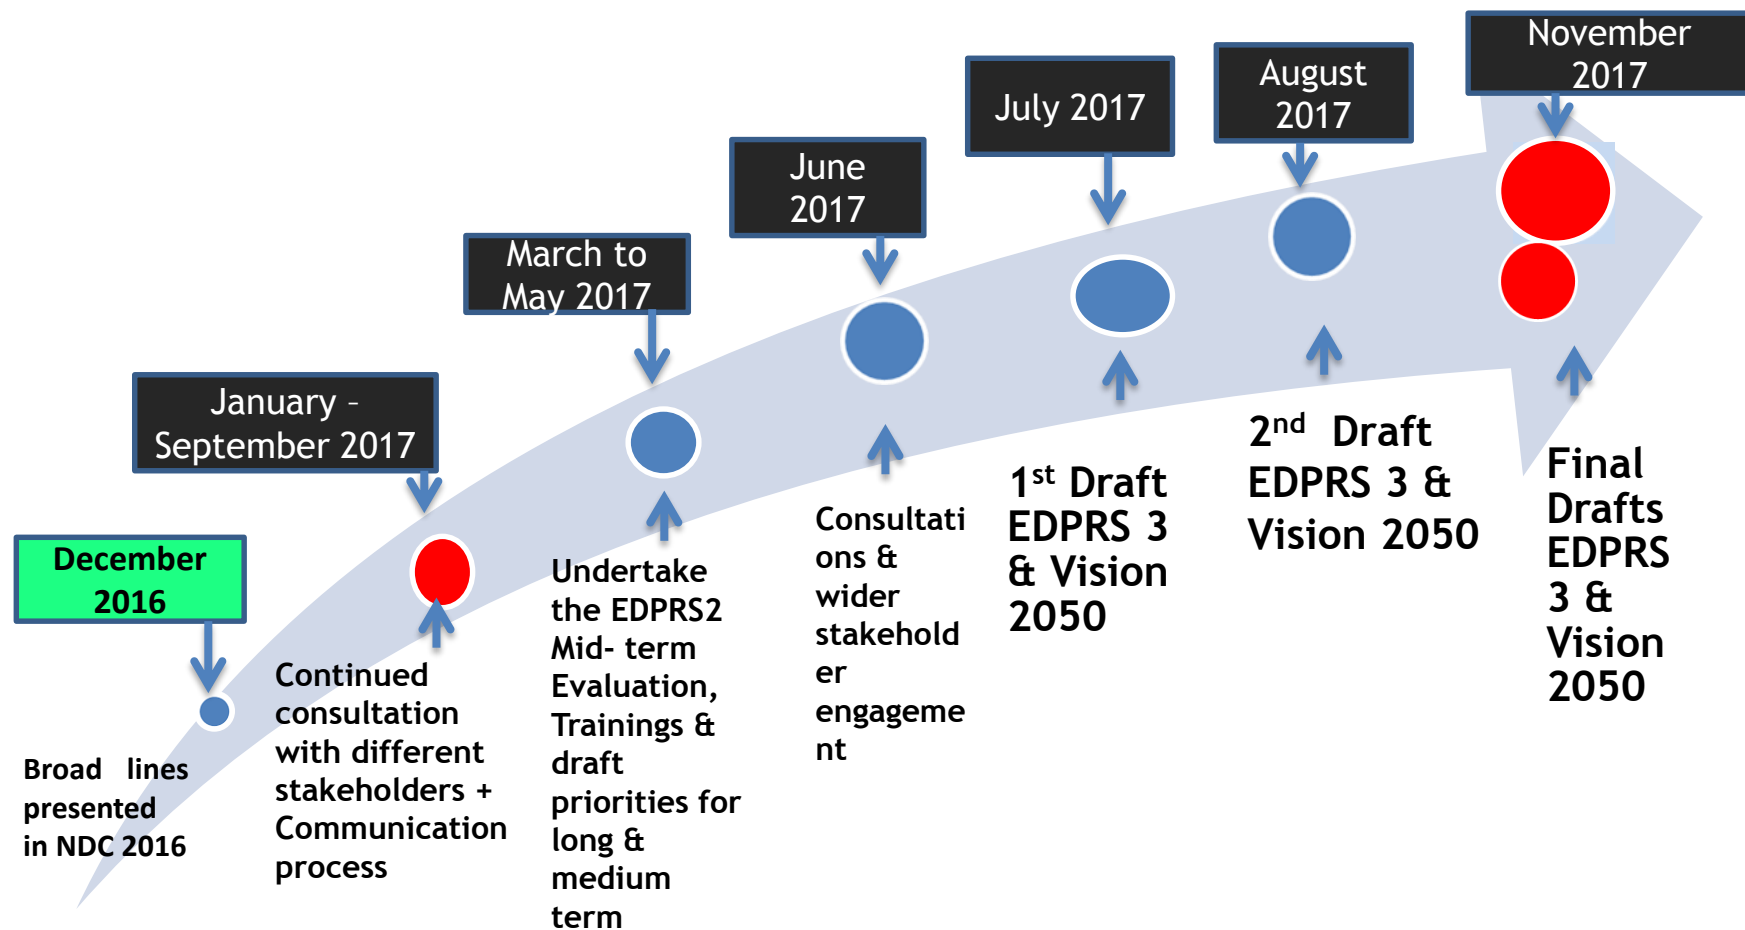 December
2016
Broad lines
presented
in NDC 2016
January –
September 2017
Continued
consultation
with different
stakeholders +
Communication
process
March to
May 2017
Undertake
the EDPRS2
Mid- term
Evaluation,
Trainings &
draft
priorities for
long &
medium
term
June
2017
Consultati
ons &
wider
stakehold
er
engageme
nt
July 2017
1st Draft
EDPRS 3
& Vision
2050
August
2017
2nd Draft
EDPRS 3 &
Vision 2050
November
2017
Final
Drafts
EDPRS
3 &
Vision
2050